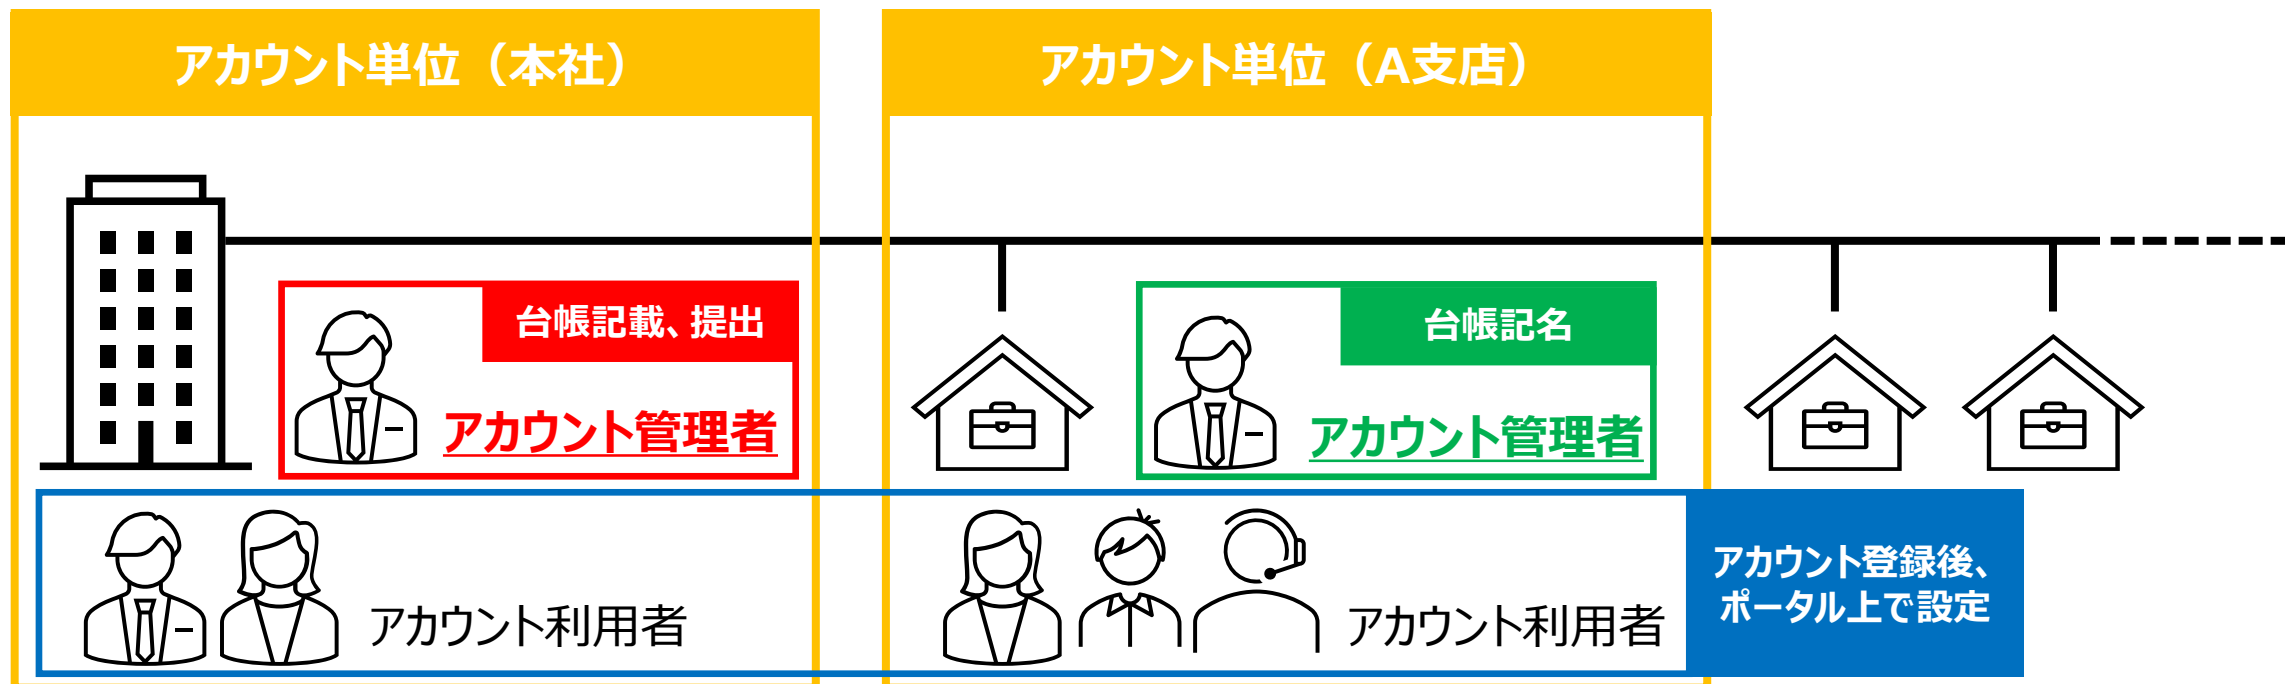 アカウント単位（本社）
アカウント単位（A支店）
台帳記載、提出
アカウント管理者
台帳記名
アカウント管理者
アカウント利用者
アカウント利用者
アカウント登録後、
ポータル上で設定